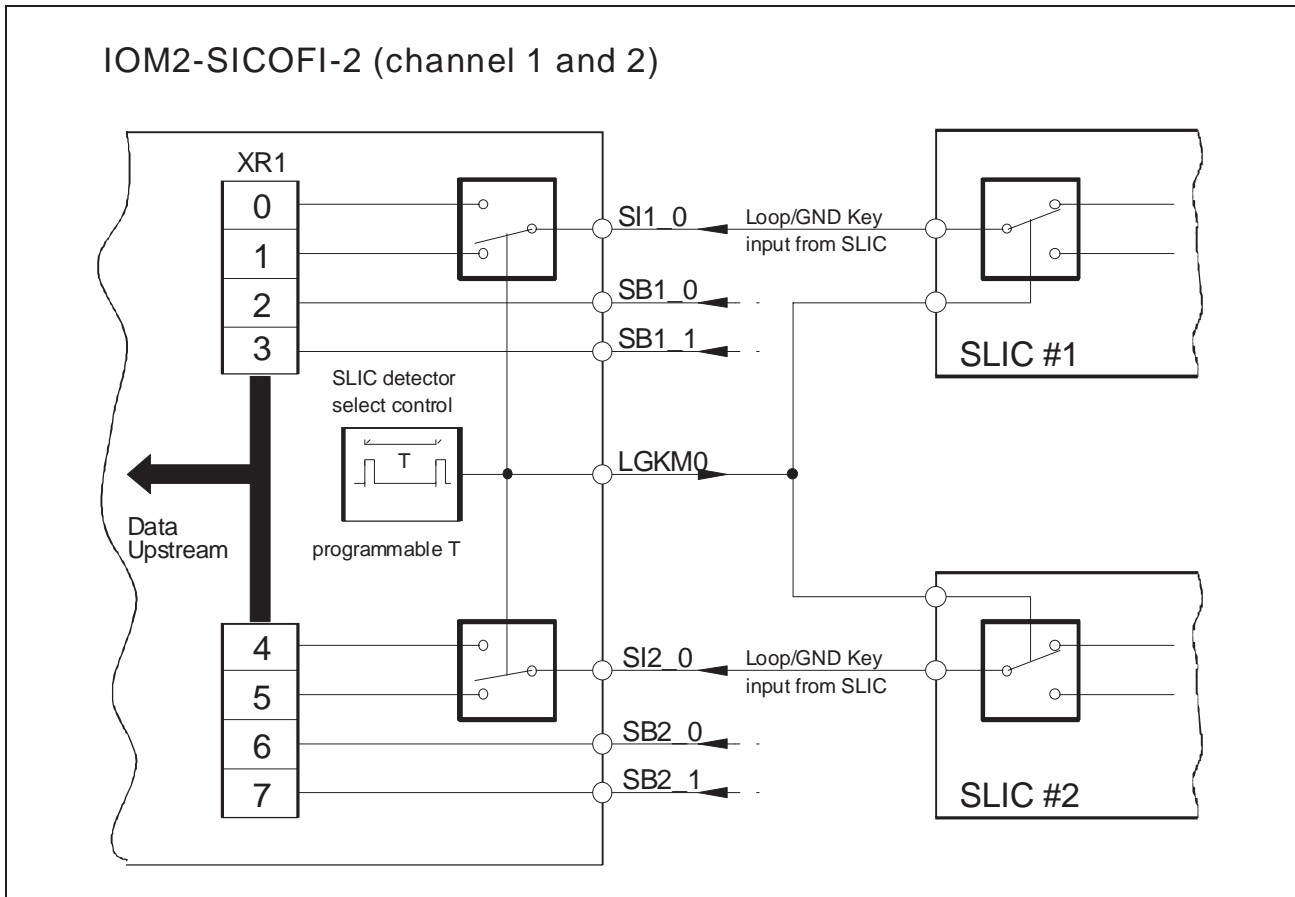 IOM2-SICOFI-2 (channel 1 and 2)
XR1
0
1
2
3
SI1_0
SB1_0
SB1_1
Loop/GND Key
input from SLIC
SLIC #1
SLIC detector
select control
T
programmable T
LGKM0
Data
Upstream
4
5
6
7
SI2_0
SB2_0
SB2_1
Loop/GND Key
input from SLIC
SLIC #2